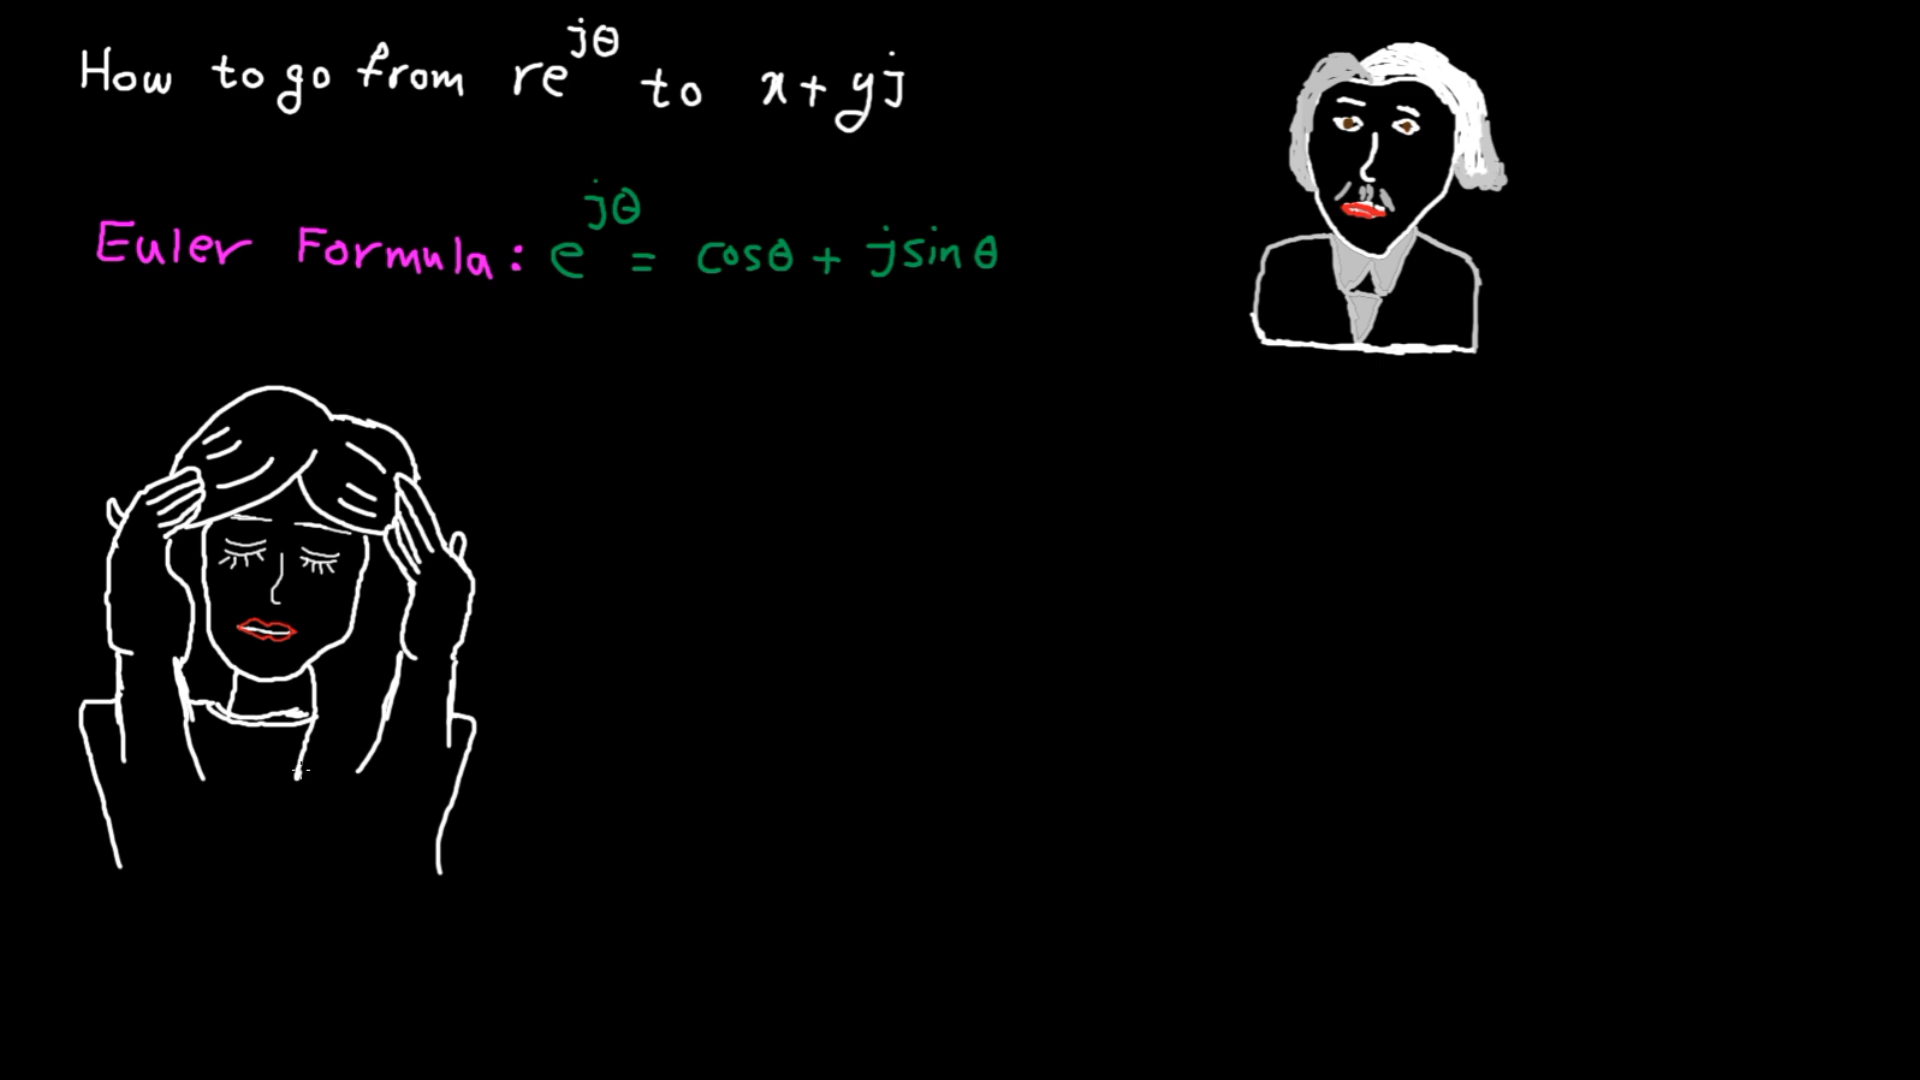 How to go from re^jθ to x + yj
Euler Formula: e^jθ = cosθ + jsinθ